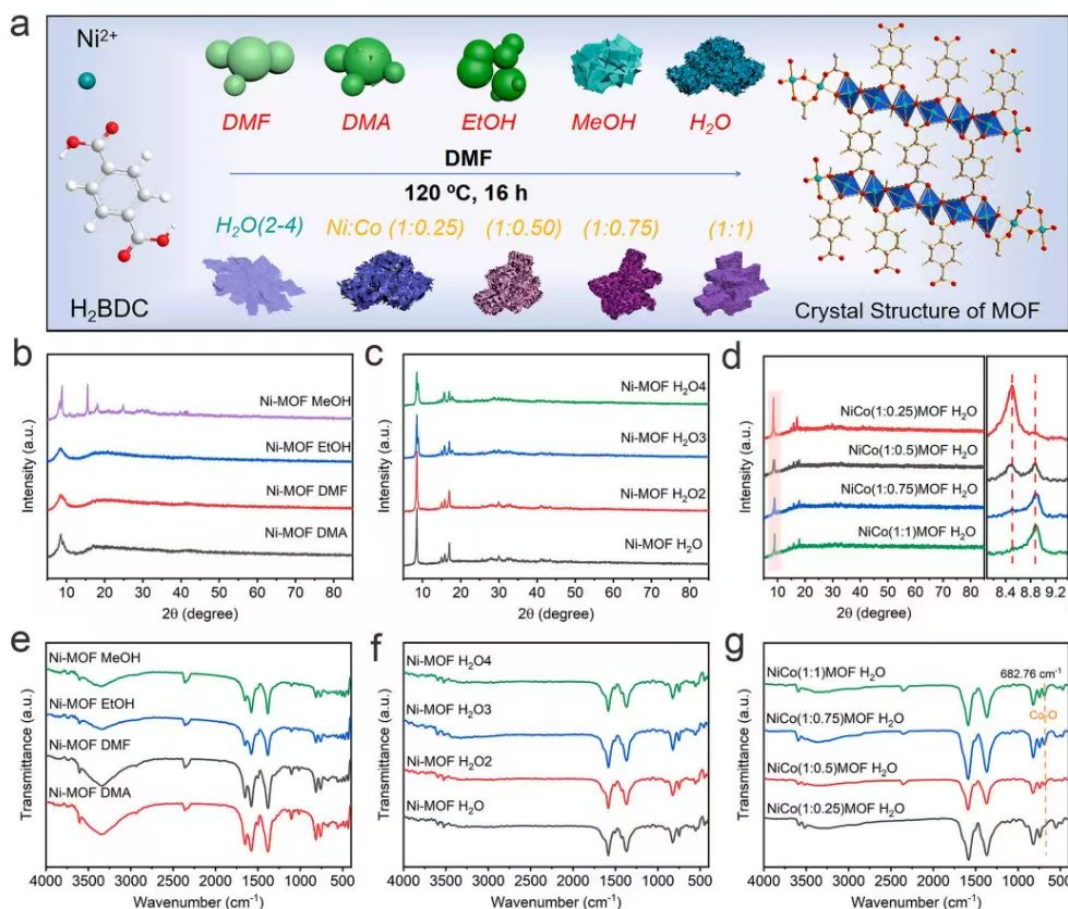 a
Ni²⁺
DMF DMA EtOH MeOH H₂O
DMF
120 ºC, 16 h
H₂O(2-4) Ni:Co (1:0.25) (1:0.50) (1:0.75) (1:1)
H₂BDC
Crystal Structure of MOF
b
Intensity (a.u.)
Ni-MOF MeOH
Ni-MOF EtOH
Ni-MOF DMF
Ni-MOF DMA
10 20 30 40 50 60 70 80
2θ (degree)
c
Intensity (a.u.)
Ni-MOF H₂O4
Ni-MOF H₂O3
Ni-MOF H₂O2
Ni-MOF H₂O
10 20 30 40 50 60 70 80
2θ (degree)
d
Intensity (a.u.)
NiCo(1:0.25)MOF H₂O
NiCo(1:0.5)MOF H₂O
NiCo(1:0.75)MOF H₂O
NiCo(1:1)MOF H₂O
10 20 30 40 50 60 70 80 8.4 8.8 9.2
2θ (degree)
e
Transmittance (a.u.)
Ni-MOF MeOH
Ni-MOF EtOH
Ni-MOF DMF
Ni-MOF DMA
4000 3000 2000 1500 1000 500
Wavenumber (cm⁻¹)
f
Transmittance (a.u.)
Ni-MOF H₂O4
Ni-MOF H₂O3
Ni-MOF H₂O2
Ni-MOF H₂O
4000 3000 2000 1500 1000 500
Wavenumber (cm⁻¹)
g
Transmittance (a.u.)
NiCo(1:1)MOF H₂O
682.76 cm⁻¹
Co-O
NiCo(1:0.75)MOF H₂O
NiCo(1:0.5)MOF H₂O
NiCo(1:0.25)MOF H₂O
4000 3000 2000 1500 1000 500
Wavenumber (cm⁻¹)